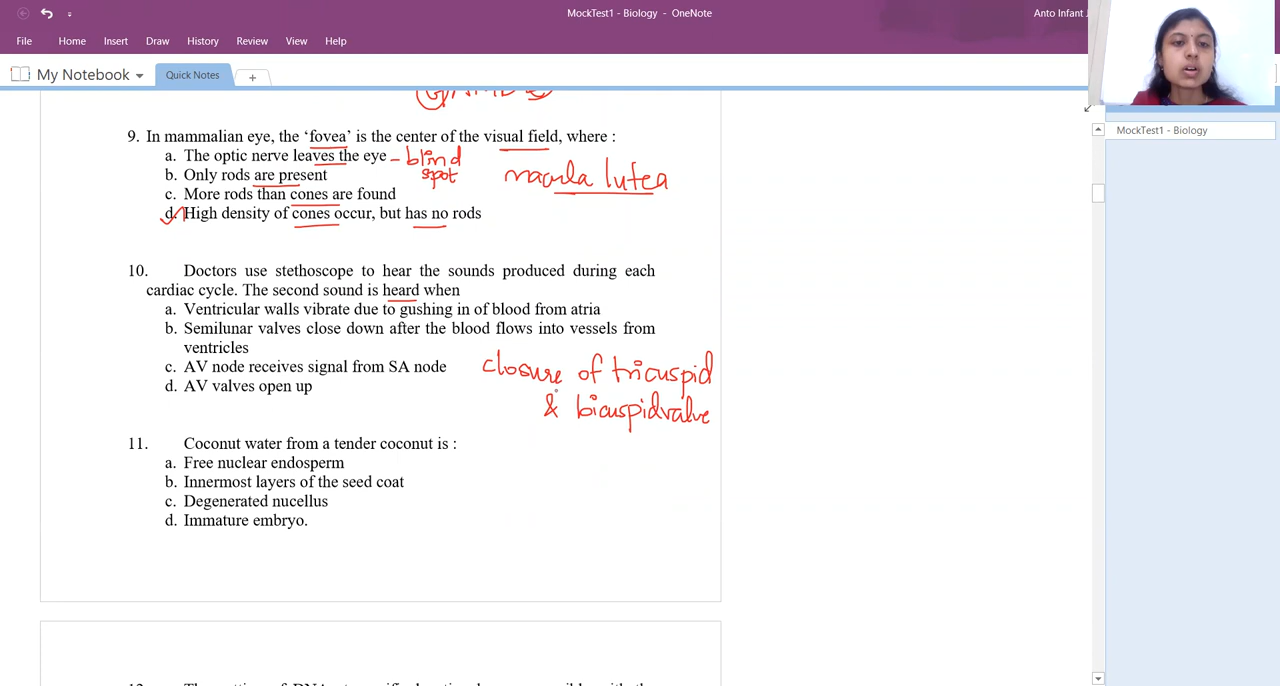 MockTest1 - Biology - OneNote
Anto Infant J
File Home Insert Draw History Review View Help
My Notebook Quick Notes +
MockTest1 - Biology
9. In mammalian eye, the ‘fovea’ is the center of the visual field, where :
a. The optic nerve leaves the eye – blind spot
b. Only rods are present
macula lutea
c. More rods than cones are found
d. High density of cones occur, but has no rods
10. Doctors use stethoscope to hear the sounds produced during each
cardiac cycle. The second sound is heard when
a. Ventricular walls vibrate due to gushing in of blood from atria
b. Semilunar valves close down after the blood flows into vessels from
ventricles
c. AV node receives signal from SA node
d. AV valves open up
closure of tricuspid
& bicuspid valve
11. Coconut water from a tender coconut is :
a. Free nuclear endosperm
b. Innermost layers of the seed coat
c. Degenerated nucellus
d. Immature embryo.